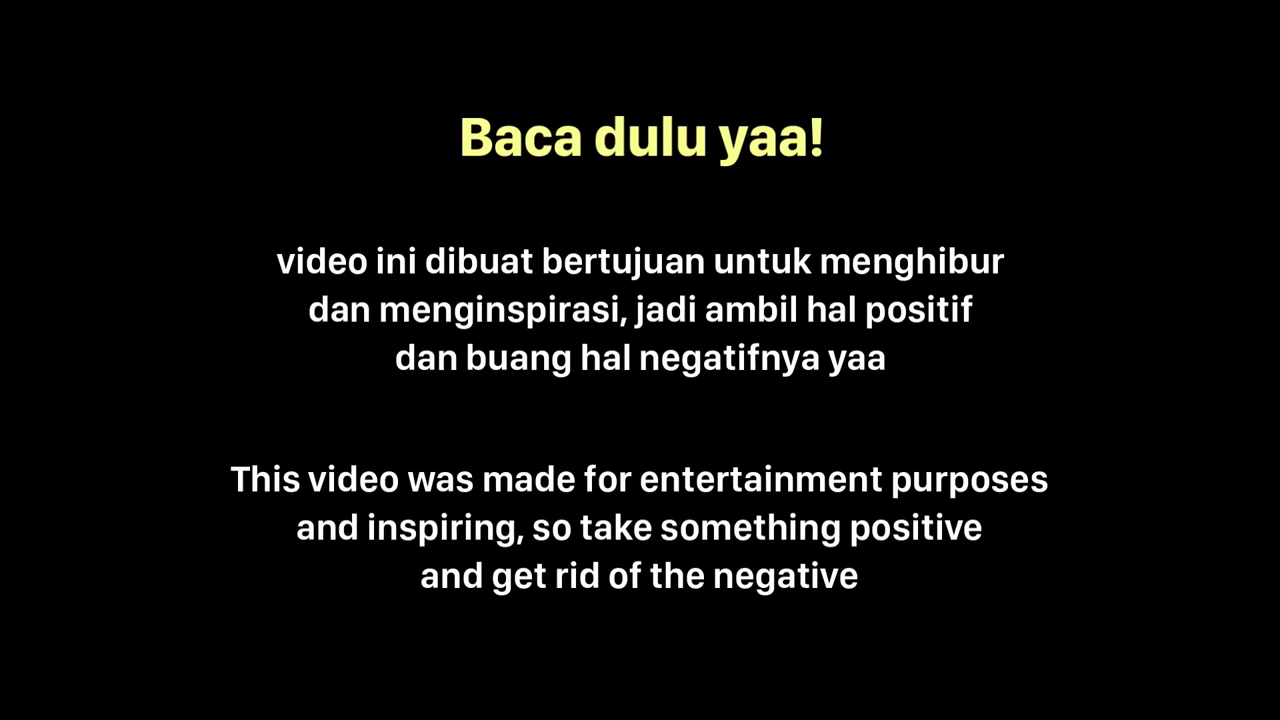 Baca dulu yaa!
video ini dibuat bertujuan untuk menghibur
dan menginspirasi, jadi ambil hal positif
dan buang hal negatifnya yaa
This video was made for entertainment purposes
and inspiring, so take something positive
and get rid of the negative